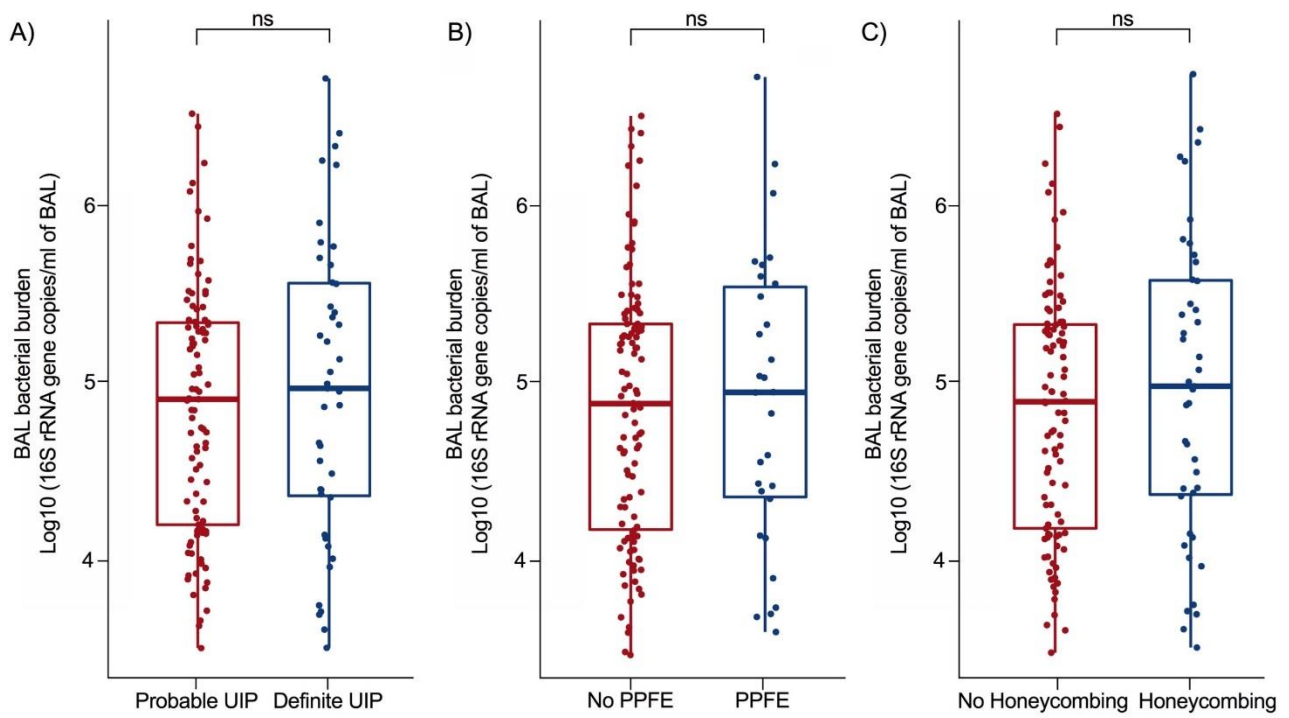 A)
ns
BAL bacterial burden
Log10 (16S rRNA gene copies/ml of BAL)
6
5
4
Probable UIP
Definite UIP
B)
ns
BAL bacterial burden
Log10 (16S rRNA gene copies/ml of BAL)
6
5
4
No PPFE
PPFE
C)
ns
BAL bacterial burden
Log10 (16S rRNA gene copies/ml of BAL)
6
5
4
No Honeycombing
Honeycombing